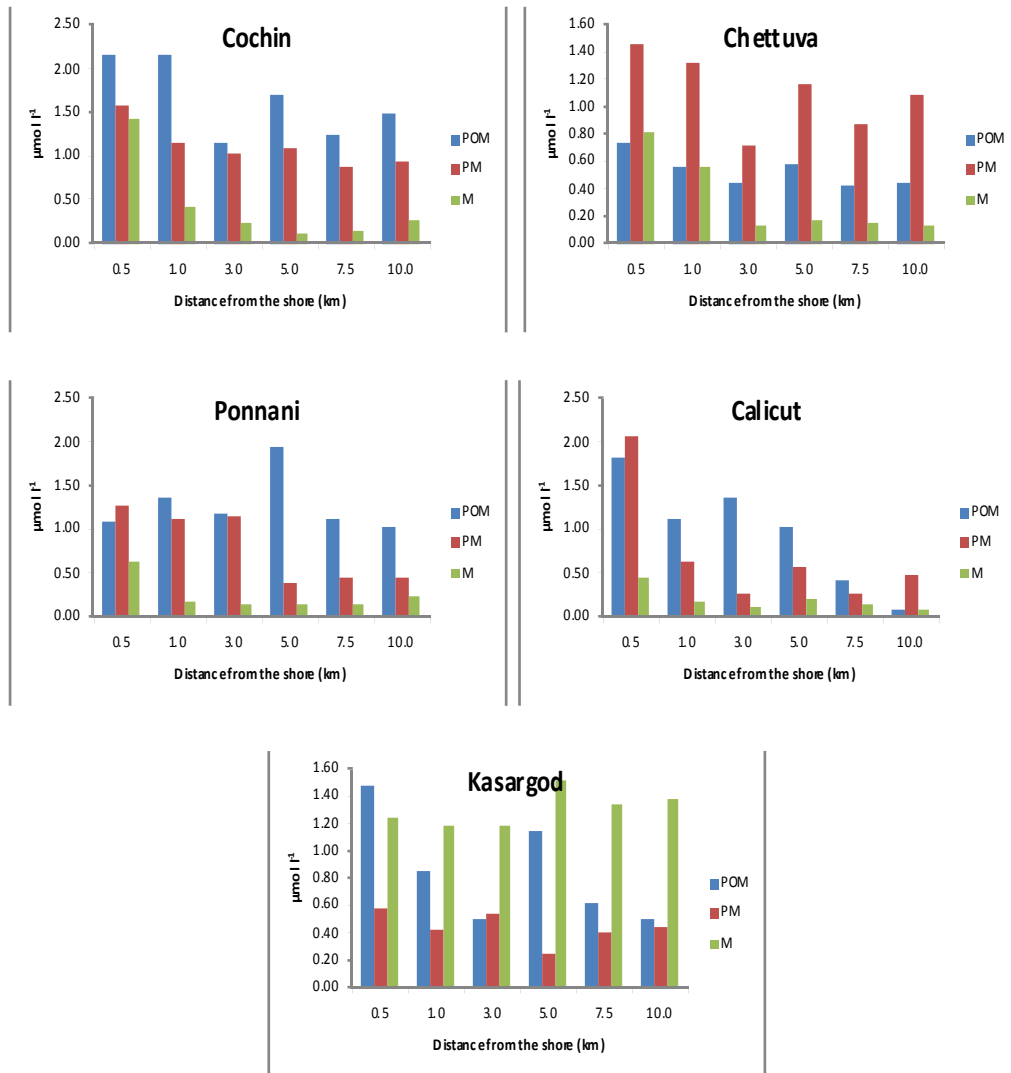 Cochin
2.50
2.00
1.50
1.00
0.50
0.00
µmol l-¹
0.5 1.0 3.0 5.0 7.5 10.0
Distance from the shore (km)
POM
PM
M
Chettuva
1.60
1.40
1.20
1.00
0.80
0.60
0.40
0.20
0.00
µmol l-¹
0.5 1.0 3.0 5.0 7.5 10.0
Distance from the shore (km)
POM
PM
M
Ponnani
2.50
2.00
1.50
1.00
0.50
0.00
µmol l-¹
0.5 1.0 3.0 5.0 7.5 10.0
Distance from the shore (km)
POM
PM
M
Calicut
2.50
2.00
1.50
1.00
0.50
0.00
µmol l-¹
0.5 1.0 3.0 5.0 7.5 10.0
Distance from the shore (km)
POM
PM
M
Kasargod
1.60
1.40
1.20
1.00
0.80
0.60
0.40
0.20
0.00
µmol l-¹
0.5 1.0 3.0 5.0 7.5 10.0
Distance from the shore (km)
POM
PM
M